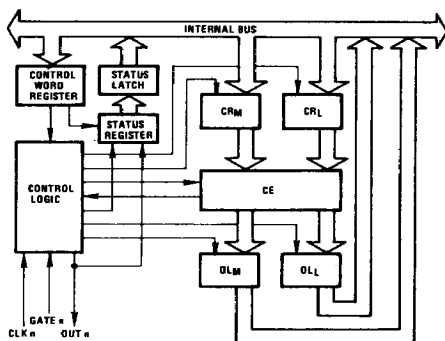 INTERNAL BUS
CONTROL
WORD
REGISTER
STATUS
LATCH
STATUS
REGISTER
CRM
CRL
CONTROL
LOGIC
CE
OLM
OLL
GATE n
CLK n
OUT n